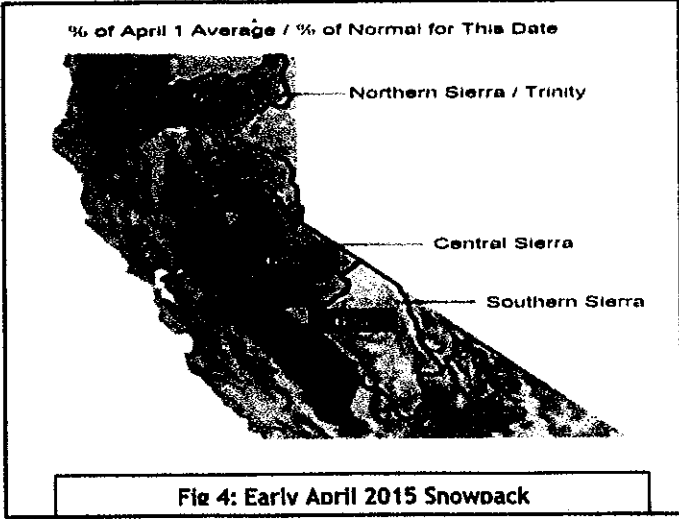 % of April 1 Average / % of Normal for This Date
Northern Sierra / Trinity
Central Sierra
Southern Sierra
Fig 4: Early April 2015 Snowpack